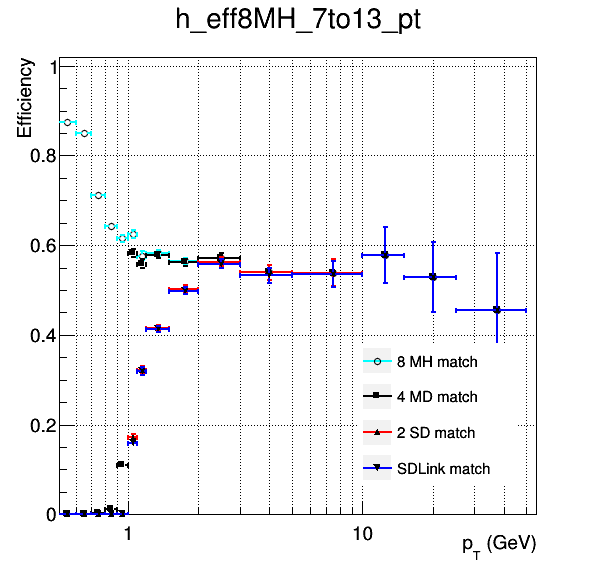 h_eff8MH_7to13_pt
Efficiency
1
0.8
0.6
0.4
0.2
0
8 MH match
4 MD match
2 SD match
SDLink match
1
10
p_T (GeV)